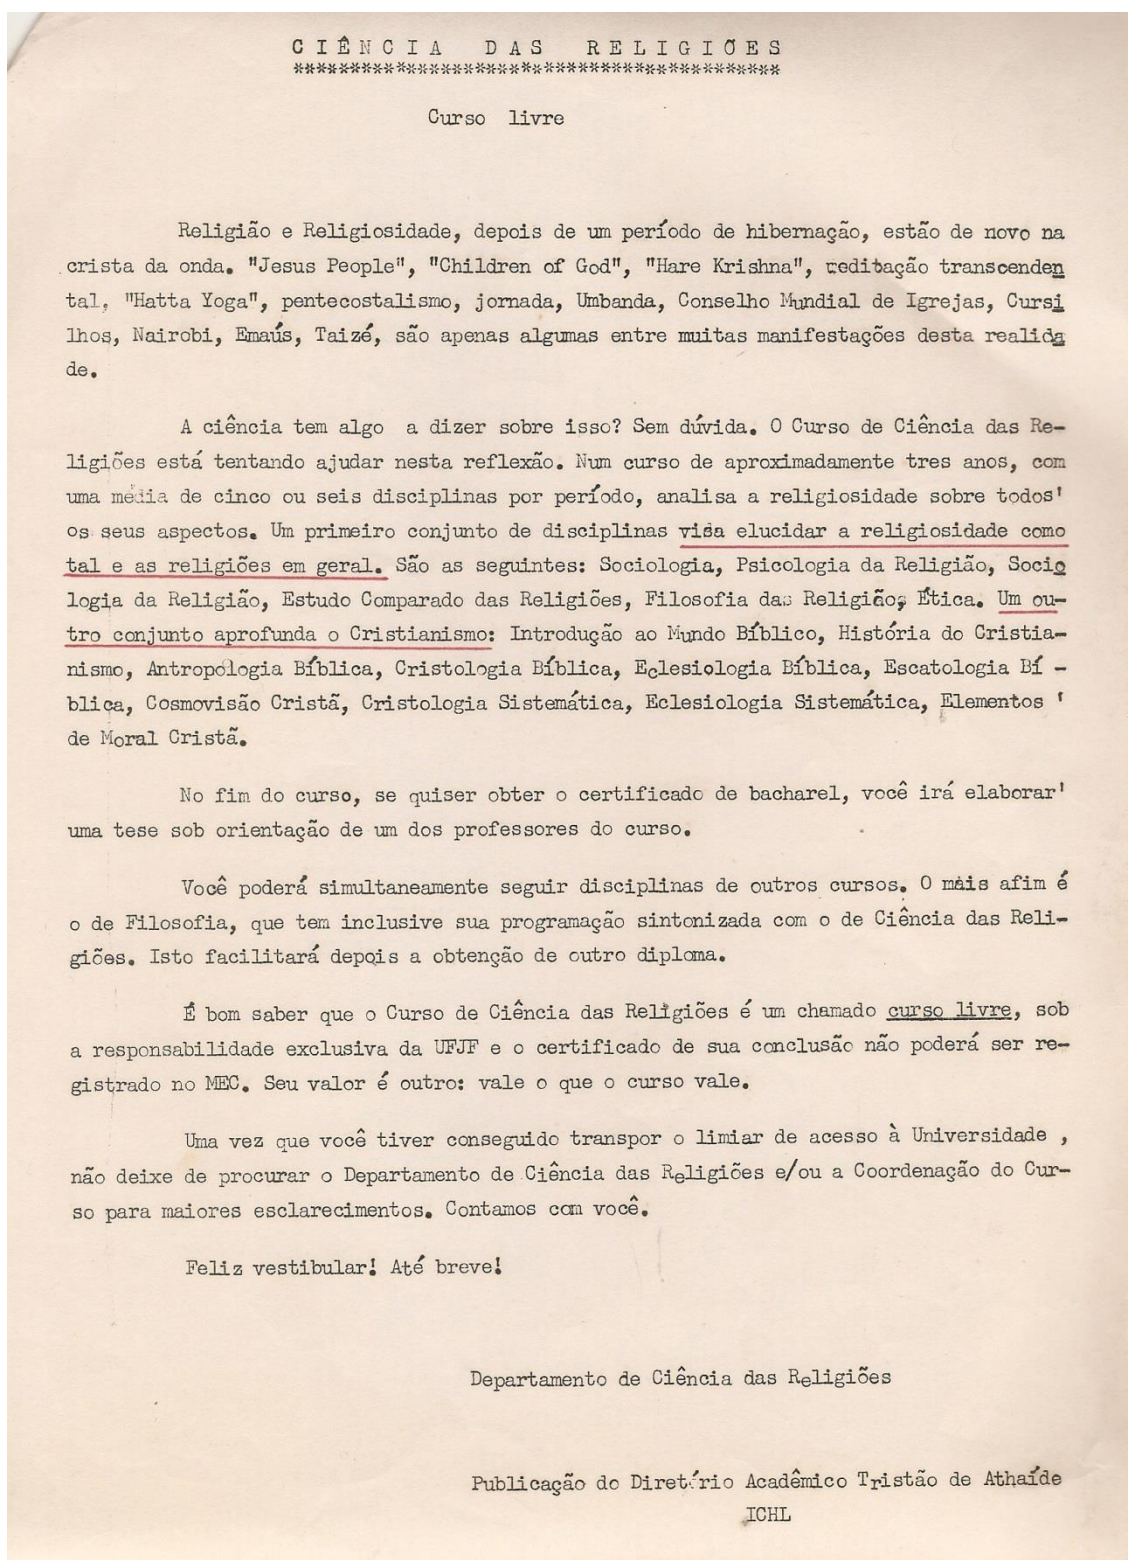 CIÊNCIA DAS RELIGIÕES
*******************************************
Curso livre
Religião e Religiosidade, depois de um período de hibernação, estão de novo na
crista da onda. "Jesus People", "Children of God", "Hare Krishna", reditação transcenden
tal, "Hatta Yoga", pentecostalismo, jornada, Umbanda, Conselho Mundial de Igrejas, Cursi
lhos, Nairobi, Emaús, Taizé, são apenas algumas entre muitas manifestações desta realida
de.
A ciência tem algo a dizer sobre isso? Sem dúvida. O Curso de Ciência das Re-
ligiões está tentando ajudar nesta reflexão. Num curso de aproximadamente tres anos, com
uma média de cinco ou seis disciplinas por período, analisa a religiosidade sobre todos'
os seus aspectos. Um primeiro conjunto de disciplinas visa elucidar a religiosidade como
tal e as religiões em geral. São as seguintes: Sociologia, Psicologia da Religião, Socio
logia da Religião, Estudo Comparado das Religiões, Filosofia das Religião, Ética. Um ou-
tro conjunto aprofunda o Cristianismo: Introdução ao Mundo Bíblico, História do Cristia-
nismo, Antropologia Bíblica, Cristologia Bíblica, Eclesiologia Bíblica, Escatologia Bí -
blica, Cosmovisão Cristã, Cristologia Sistemática, Eclesiologia Sistemática, Elementos '
de Moral Cristã.
No fim do curso, se quiser obter o certificado de bacharel, você irá elaborar'
uma tese sob orientação de um dos professores do curso.
Você poderá simultaneamente seguir disciplinas de outros cursos. O mais afim é
o de Filosofia, que tem inclusive sua programação sintonizada com o de Ciência das Reli-
giões. Isto facilitará depois a obtenção de outro diploma.
É bom saber que o Curso de Ciência das Religiões é um chamado curso livre, sob
a responsabilidade exclusiva da UFJF e o certificado de sua conclusão não poderá ser re-
gistrado no MEC. Seu valor é outro: vale o que o curso vale.
Uma vez que você tiver conseguido transpor o limiar de acesso à Universidade ,
não deixe de procurar o Departamento de Ciência das Religiões e/ou a Coordenação do Cur-
so para maiores esclarecimentos. Contamos com você.
Feliz vestibular! Até breve!
Departamento de Ciência das Religiões
Publicação do Diretório Acadêmico Tristão de Athaíde
ICHL